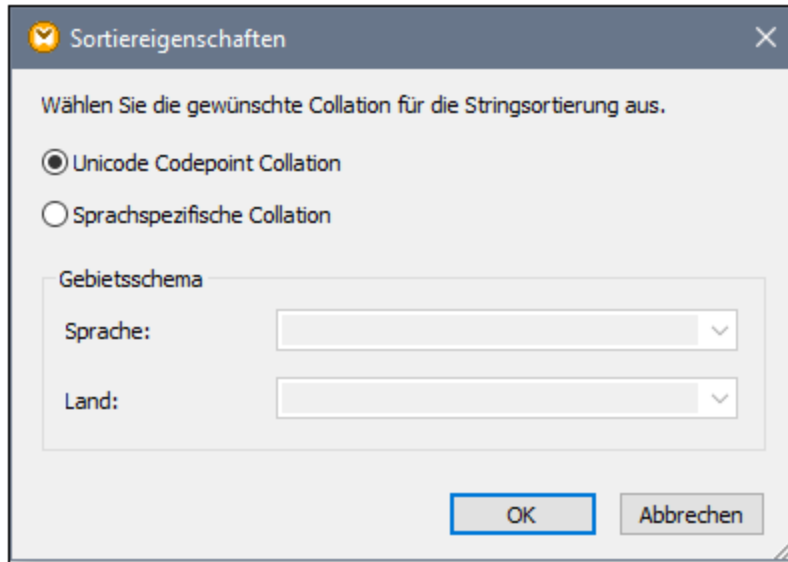 Sortiereigenschaften
Wählen Sie die gewünschte Collation für die Stringsortierung aus.
Unicode Codepoint Collation
Sprachspezifische Collation
Gebietsschema
Sprache:
Land:
OK Abbrechen